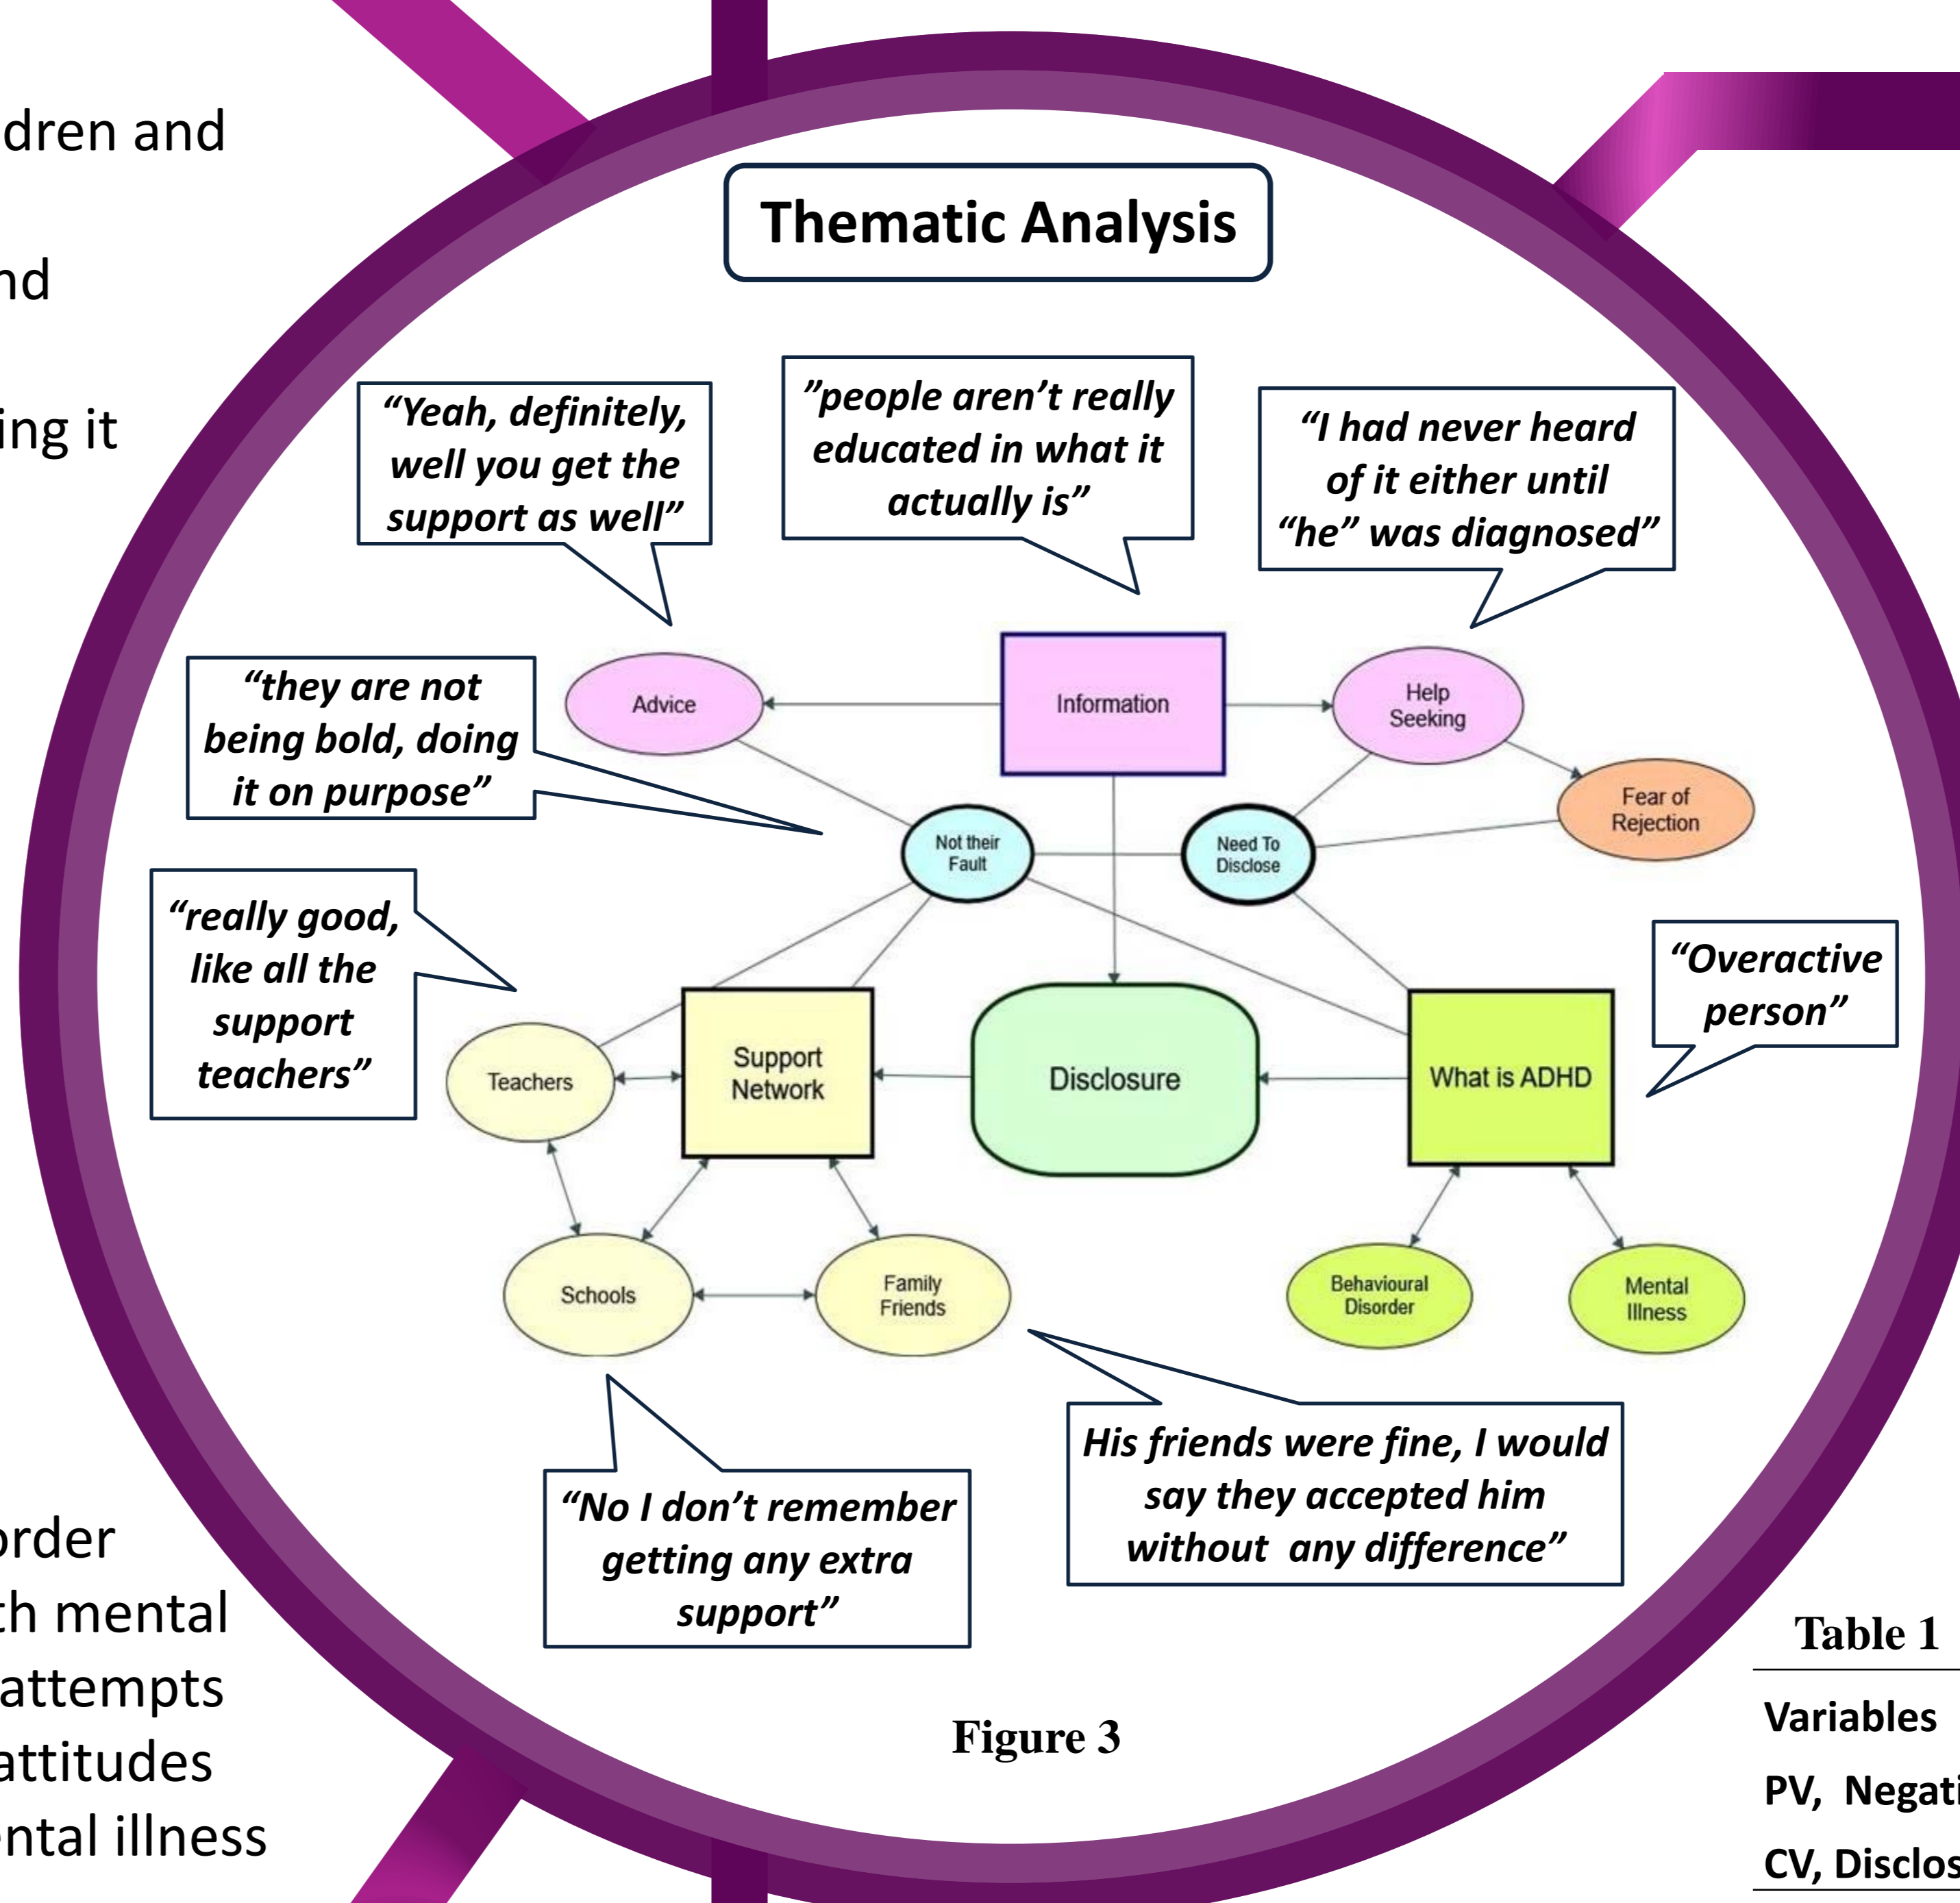 dren and
nd
ing it
Thematic Analysis
“Yeah, definitely,
well you get the
support as well”
”people aren’t really
educated in what it
actually is”
“I had never heard
of it either until
“he” was diagnosed”
“they are not
being bold, doing
it on purpose”
Advice
Information
Help
Seeking
Fear of
Rejection
Not their
Fault
Need To
Disclose
“really good,
like all the
support
teachers”
“Overactive
person”
Teachers
Support
Network
Disclosure
What is ADHD
Schools
Family
Friends
Behavioural
Disorder
Mental
Illness
“No I don’t remember
getting any extra
support”
His friends were fine, I would
say they accepted him
without any difference”
Figure 3
order
th mental
attempts
attitudes
ental illness
Table 1
Variables
PV, Negati
CV, Disclos